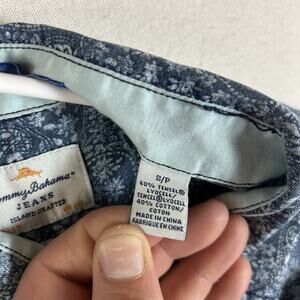 Tommy Bahama
JEANS
ISLAND CRAFTED
S/P
60% TENCEL®
LYOCELL/
TENCEL®LYOCELL
40% COTTON/
COTON
MADE IN CHINA
FABRIQUÉ EN CHINE